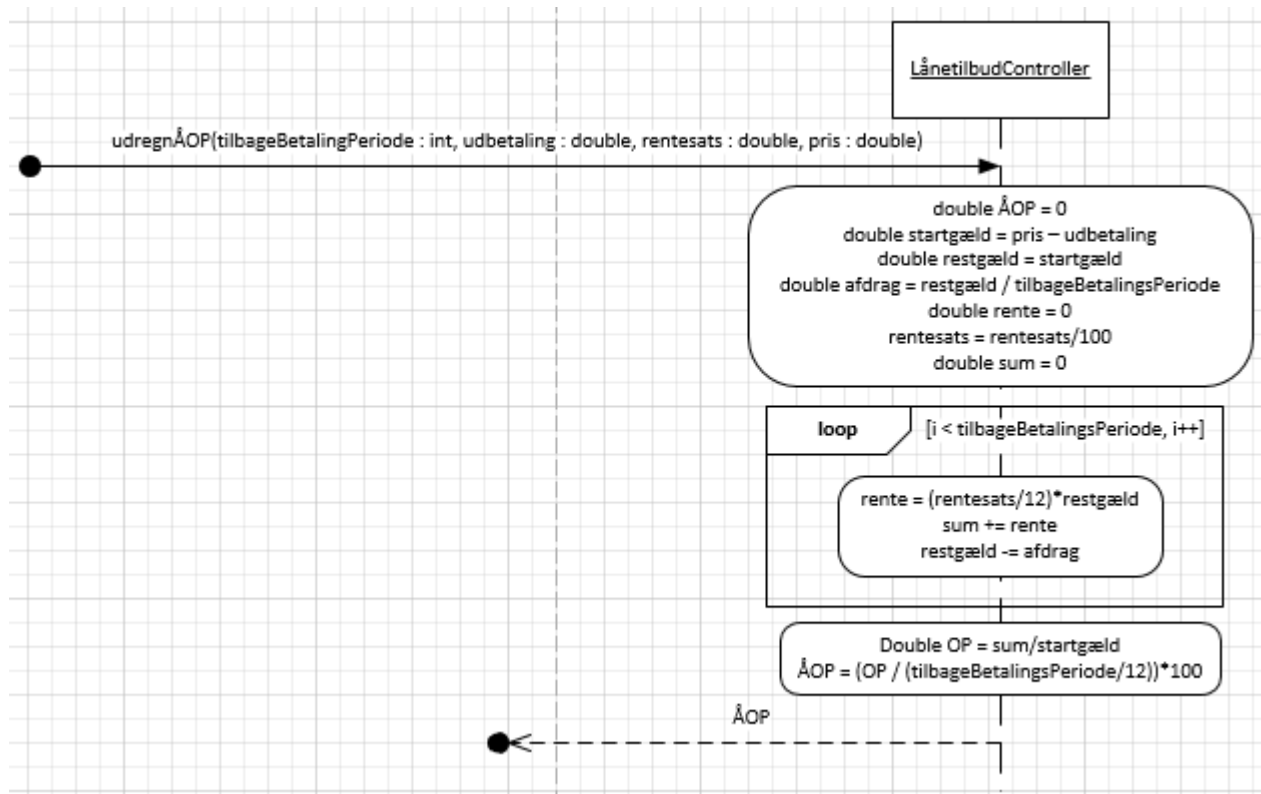 LånetilbudController
udregnÅOP(tilbageBetalingPeriode : int, udbetaling : double, rentesats : double, pris : double)
double ÅOP = 0
double startgæld = pris – udbetaling
double restgæld = startgæld
double afdrag = restgæld / tilbageBetalingsPeriode
double rente = 0
rentesats = rentesats/100
double sum = 0
loop
[i < tilbageBetalingsPeriode, i++]
rente = (rentesats/12)*restgæld
sum += rente
restgæld -= afdrag
Double OP = sum/startgæld
ÅOP = (OP / (tilbageBetalingsPeriode/12))*100
ÅOP